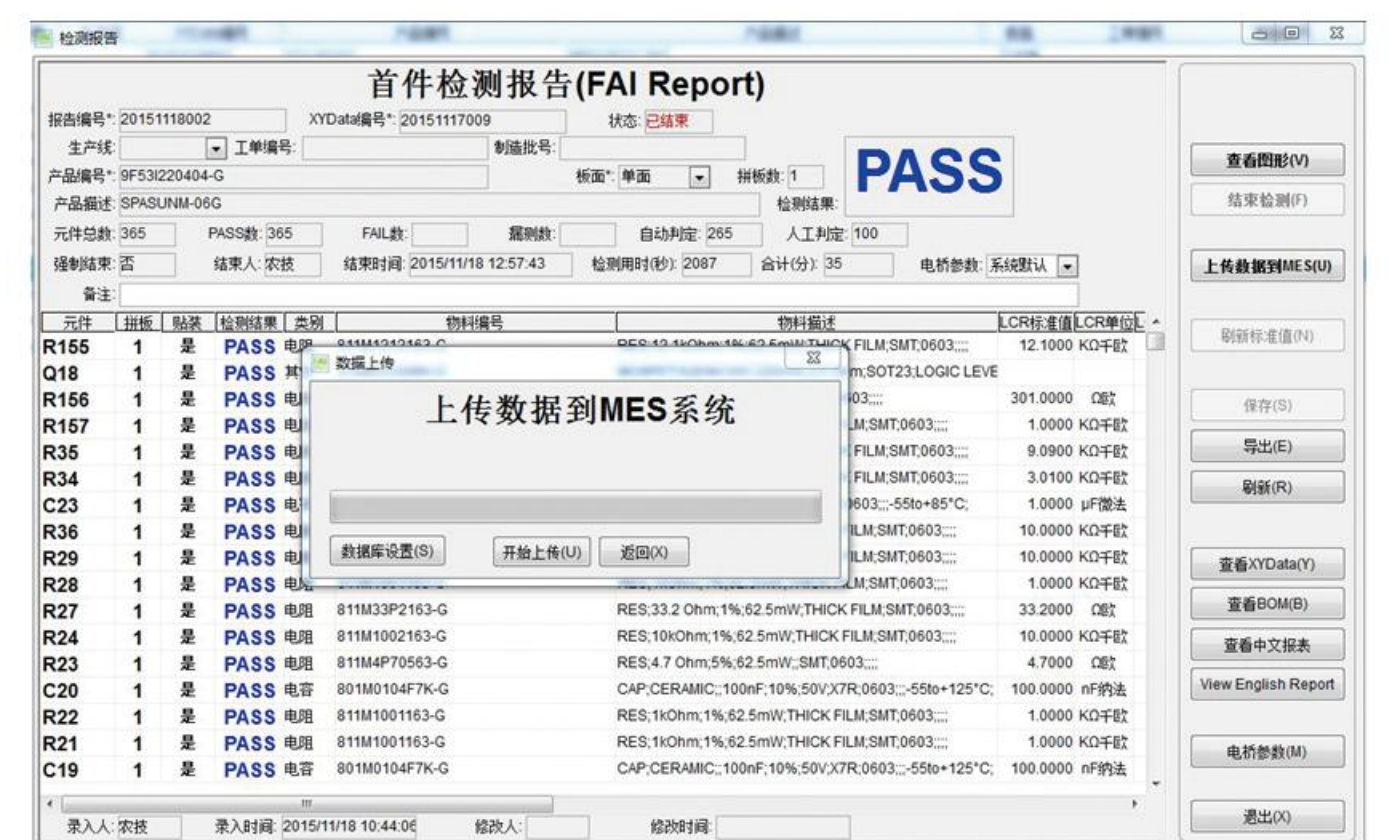 检测报告
首件检测报告(FAI Report)
报告编号*: 20151118002 XYData编号*: 20151117009 状态: 已结束
生产线: 工单编号: 制造批号:
产品编号*: 9F53I220404-G 板面*: 单面 拼板数: 1
PASS
产品描述: SPASUNM-06G 检测结果:
元件总数: 365 PASS数: 365 FAIL数: 漏测数: 自动判定: 265 人工判定: 100
强制结束: 否 结束人: 农技 结束时间: 2015/11/18 12:57:43 检测用时(秒): 2087 合计(分): 35 电桥参数: 系统默认
备注:
元件 拼板 贴装 检测结果 类别 物料编号 物料描述 LCR标准值 LCR单位 L
R155 1 是 PASS 电阻 811M1212163-G RES;12.1kOhm;1%;62.5mW;THICK FILM;SMT;0603;;;; 12.1000 KΩ千欧
Q18 1 是 PASS 其 m;SOT23;LOGIC LEVE
R156 1 是 PASS 03;;;; 301.0000 Ω欧
R157 1 是 PASS M;SMT;0603;;;; 1.0000 KΩ千欧
R35 1 是 PASS FILM;SMT;0603;;;; 9.0900 KΩ千欧
R34 1 是 PASS FILM;SMT;0603;;;; 3.0100 KΩ千欧
C23 1 是 PASS 0603;;;-55to+85°C; 1.0000 μF微法
R36 1 是 PASS ILM;SMT;0603;;;; 10.0000 KΩ千欧
R29 1 是 PASS FILM;SMT;0603;;;; 10.0000 KΩ千欧
R28 1 是 PASS LM;SMT;0603;;;; 1.0000 KΩ千欧
R27 1 是 PASS 电阻 811M33P2163-G RES;33.2 Ohm;1%;62.5mW;THICK FILM;SMT;0603;;;; 33.2000 Ω欧
R24 1 是 PASS 电阻 811M1002163-G RES;10kOhm;1%;62.5mW;THICK FILM;SMT;0603;;;; 10.0000 KΩ千欧
R23 1 是 PASS 电阻 811M4P70563-G RES;4.7 Ohm;5%;62.5mW;;SMT;0603;;;; 4.7000 Ω欧
C20 1 是 PASS 电容 801M0104F7K-G CAP;CERAMIC;;100nF;10%;50V;X7R;0603;;;-55to+125°C; 100.0000 nF纳法
R22 1 是 PASS 电阻 811M1001163-G RES;1kOhm;1%;62.5mW;THICK FILM;SMT;0603;;;; 1.0000 KΩ千欧
R21 1 是 PASS 电阻 811M1001163-G RES;1kOhm;1%;62.5mW;THICK FILM;SMT;0603;;;; 1.0000 KΩ千欧
C19 1 是 PASS 电容 801M0104F7K-G CAP;CERAMIC;;100nF;10%;50V;X7R;0603;;;-55to+125°C; 100.0000 nF纳法
录入人: 农技 录入时间: 2015/11/18 10:44:06 修改人: 修改时间:
数据上传
上传数据到MES系统
数据库设置(S) 开始上传(U) 返回(X)
查看图形(V)
结束检测(F)
上传数据到MES(U)
刷新标准值(N)
保存(S)
导出(E)
刷新(R)
查看XYData(Y)
查看BOM(B)
查看中文报表
View English Report
电桥参数(M)
退出(X)